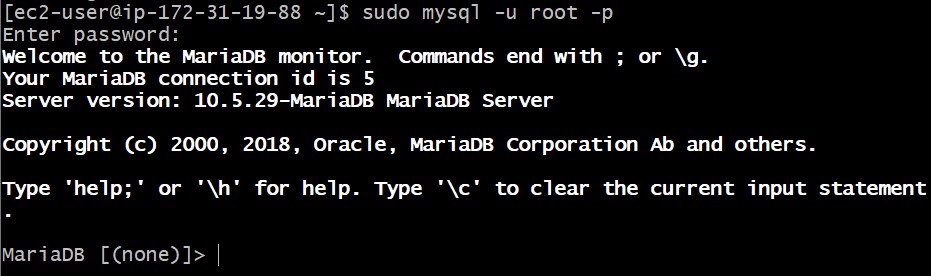 [ec2-user@ip-172-31-19-88 ~]$ sudo mysql -u root -p
Enter password:
Welcome to the MariaDB monitor.  Commands end with ; or \g.
Your MariaDB connection id is 5
Server version: 10.5.29-MariaDB MariaDB Server

Copyright (c) 2000, 2018, Oracle, MariaDB Corporation Ab and others.

Type 'help;' or '\h' for help. Type '\c' to clear the current input statement
.

MariaDB [(none)]>